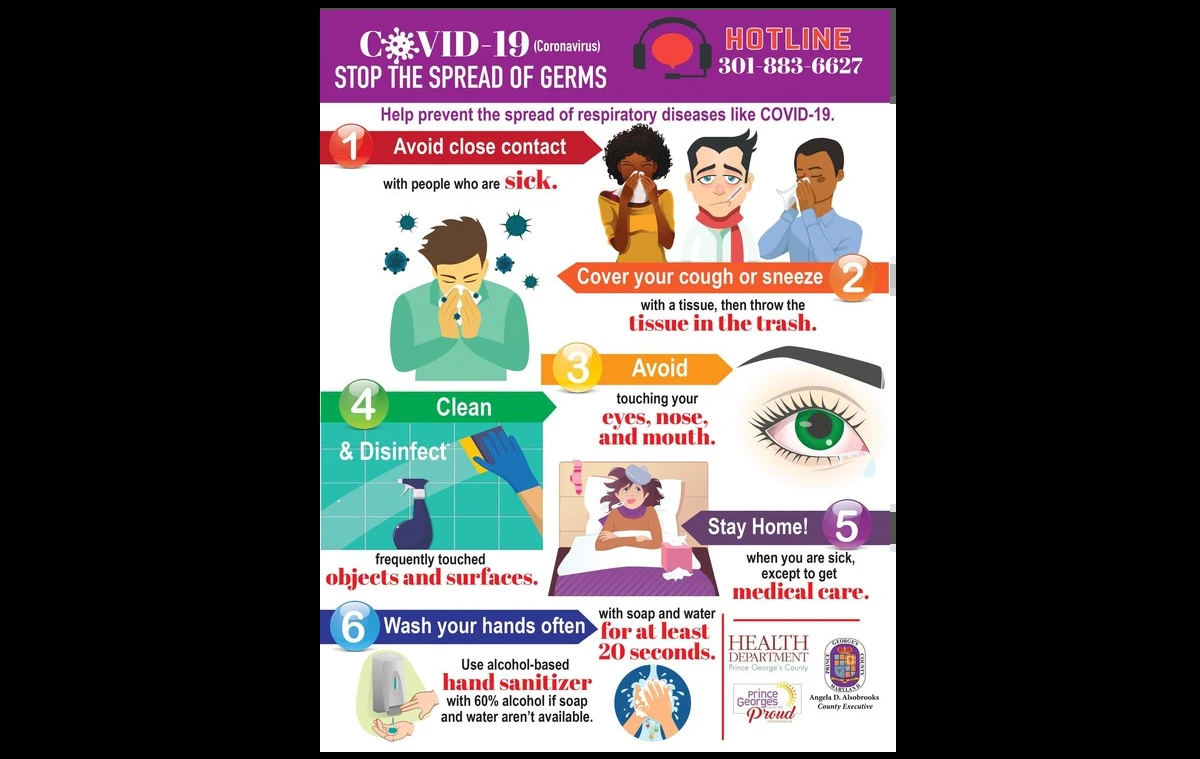 COVID-19 (Coronavirus)
STOP THE SPREAD OF GERMS
HOTLINE
301-883-6627
Help prevent the spread of respiratory diseases like COVID-19.
1 Avoid close contact
with people who are sick.
Cover your cough or sneeze 2
with a tissue, then throw the
tissue in the trash.
3 Avoid
touching your
eyes, nose,
and mouth.
4 Clean
& Disinfect
frequently touched
objects and surfaces.
Stay Home! 5
when you are sick,
except to get
medical care.
6 Wash your hands often
with soap and water
for at least
20 seconds.
Use alcohol-based
hand sanitizer
with 60% alcohol if soap
and water aren't available.
HEALTH
DEPARTMENT
Prince George's County
PRINCE GEORGE'S COUNTY
MARYLAND
Angela D. Alsobrooks
County Executive
Prince
Georges
Proud